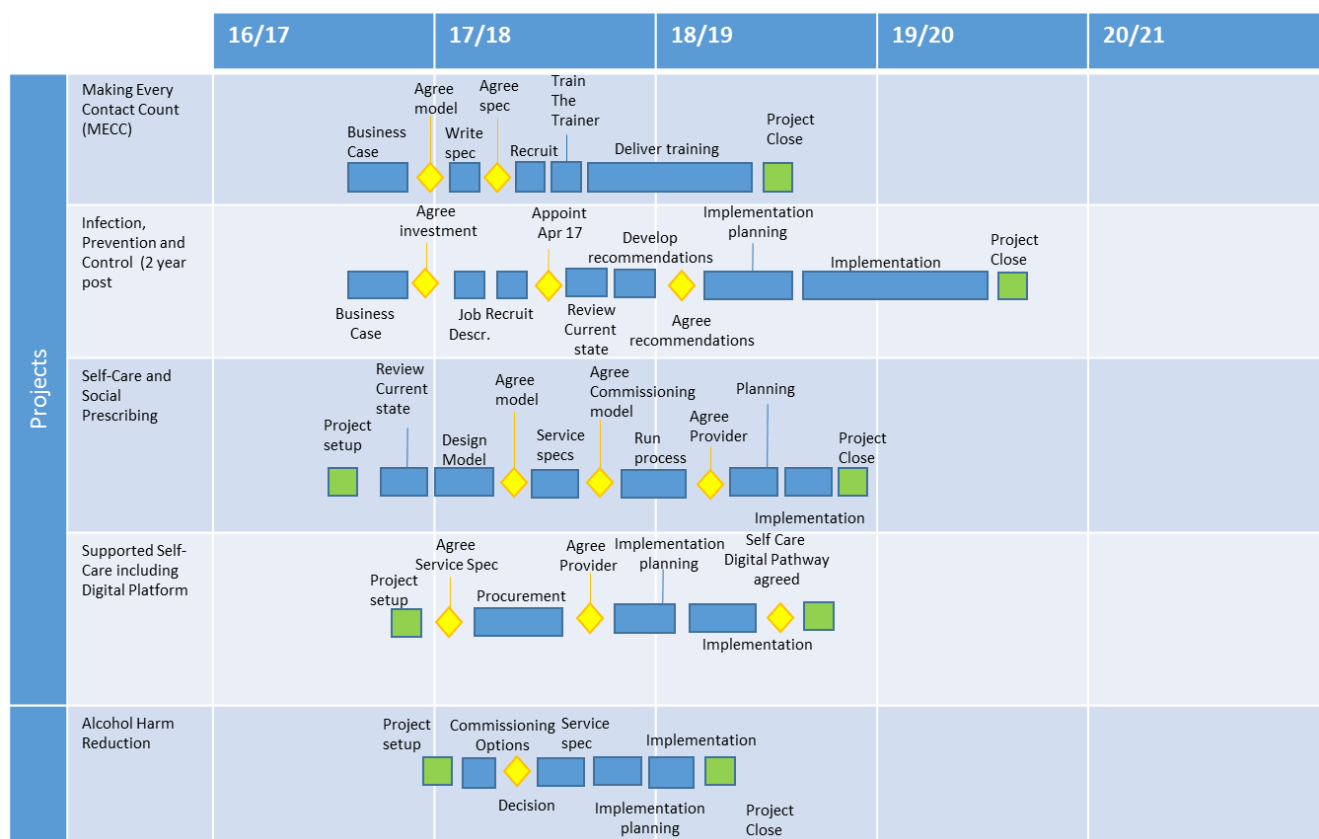 16/17
17/18
18/19
19/20
20/21
Projects
Making Every
Contact Count
(MECC)
Business
Case
Agree
model
Write
spec
Agree
spec
Recruit
Train
The
Trainer
Deliver training
Project
Close
Infection,
Prevention and
Control (2 year
post
Business
Case
Agree
investment
Job
Descr.
Recruit
Appoint
Apr 17
Review
Current
state
Develop
recommendations
Agree
recommendations
Implementation
planning
Implementation
Project
Close
Self-Care and
Social
Prescribing
Project
setup
Review
Current
state
Design
Model
Agree
model
Service
specs
Agree
Commissioning
model
Run
process
Agree
Provider
Planning
Implementation
Project
Close
Supported Self-
Care including
Digital Platform
Project
setup
Agree
Service Spec
Procurement
Agree
Provider
Implementation
planning
Implementation
Self Care
Digital Pathway
agreed
Alcohol Harm
Reduction
Project
setup
Commissioning
Options
Decision
Service
spec
Implementation
planning
Implementation
Project
Close